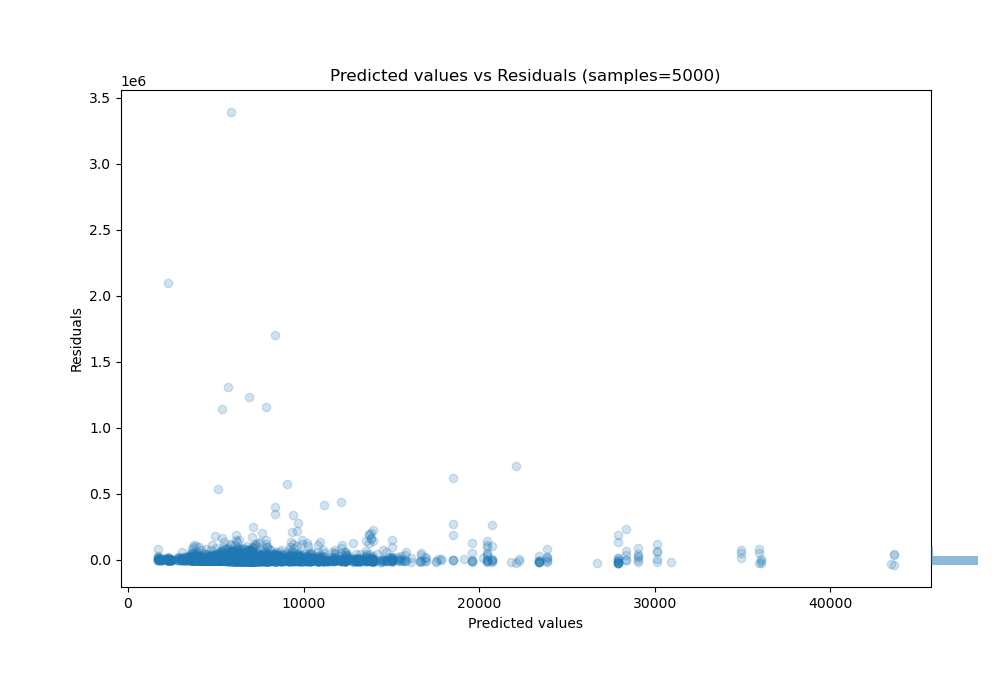 Predicted values vs Residuals (samples=5000)
1e6
3.5
3.0
2.5
2.0
1.5
1.0
0.5
0.0
Residuals
0 10000 20000 30000 40000
Predicted values